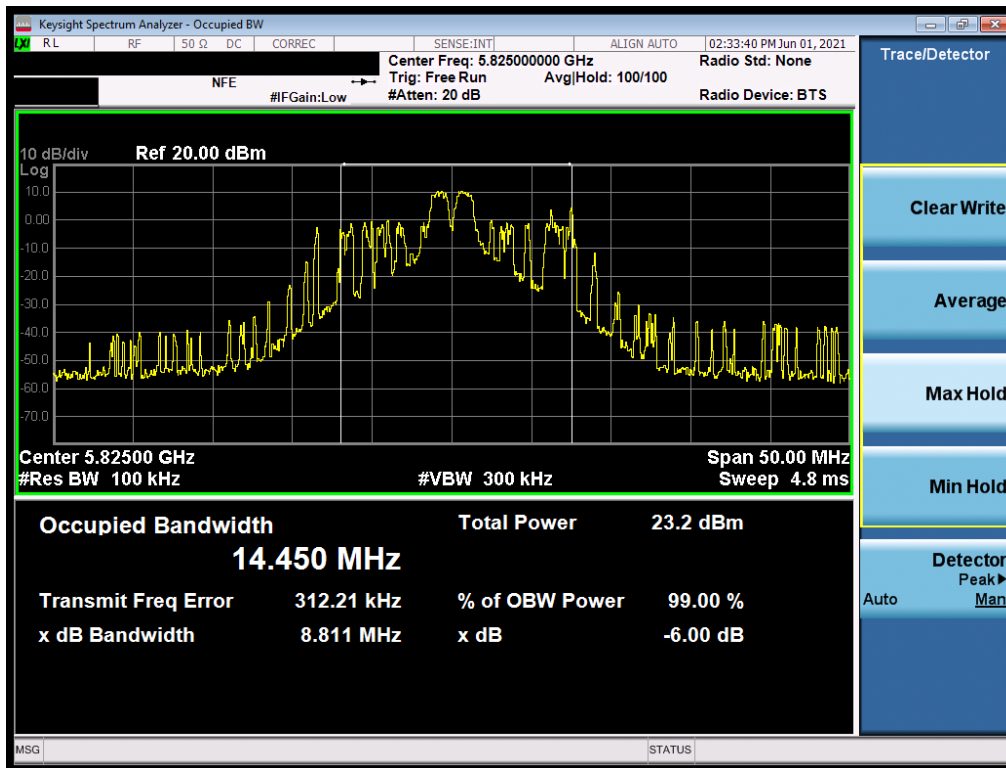 Keysight Spectrum Analyzer - Occupied BW
LXI RL RF 50 Ω DC CORREC SENSE:INT ALIGN AUTO 02:33:40 PM Jun 01, 2021
Center Freq: 5.825000000 GHz Radio Std: None
NFE Trig: Free Run Avg|Hold: 100/100
#IFGain:Low #Atten: 20 dB Radio Device: BTS
10 dB/div Ref 20.00 dBm
Log
10.0
0.00
-10.0
-20.0
-30.0
-40.0
-50.0
-60.0
-70.0
Center 5.82500 GHz Span 50.00 MHz
#Res BW 100 kHz #VBW 300 kHz Sweep 4.8 ms
Occupied Bandwidth Total Power 23.2 dBm
14.450 MHz
Transmit Freq Error 312.21 kHz % of OBW Power 99.00 %
x dB Bandwidth 8.811 MHz x dB -6.00 dB
MSG STATUS
Trace/Detector
Clear Write
Average
Max Hold
Min Hold
Detector
Peak▶
Auto Man